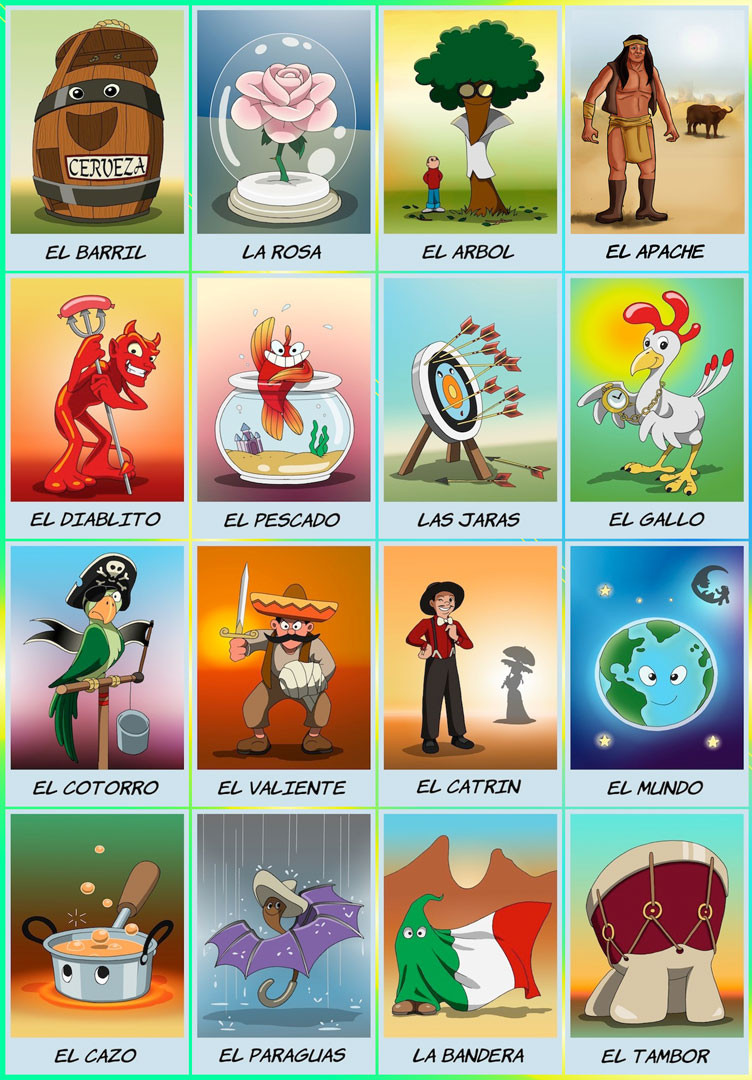 CERVEZA
EL BARRIL
LA ROSA
EL ARBOL
EL APACHE
EL DIABLITO
EL PESCADO
LAS JARAS
EL GALLO
EL COTORRO
EL VALIENTE
EL CATRIN
EL MUNDO
EL CAZO
EL PARAGUAS
LA BANDERA
EL TAMBOR